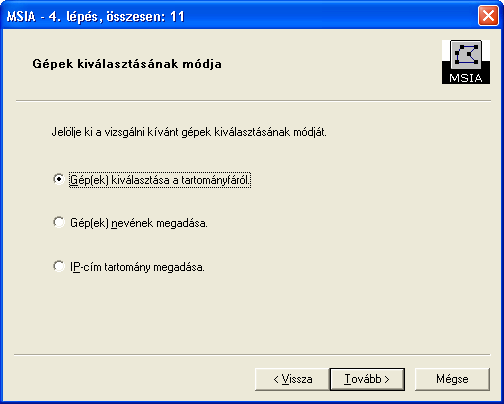 MSIA - 4. lépés, összesen: 11
Gépek kiválasztásának módja
MSIA
Jelölje ki a vizsgálni kívánt gépek kiválasztásának módját.
Gép(ek) kiválasztása a tartományfáról.
Gép(ek) nevének megadása.
IP-cím tartomány megadása.
< Vissza
Tovább >
Mégse